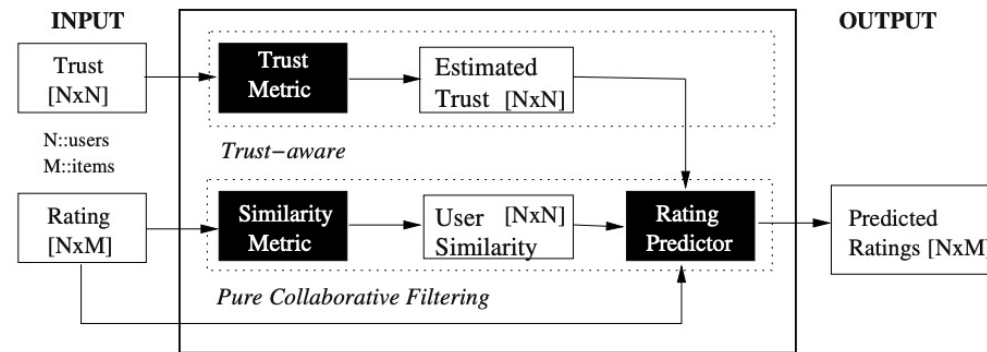 INPUT
OUTPUT
Trust
[NxN]
Trust
Metric
Estimated
Trust [NxN]
N::users
M::items
Trust-aware
Rating
[NxM]
Similarity
Metric
User [NxN]
Similarity
Rating
Predictor
Predicted
Ratings [NxM]
Pure Collaborative Filtering